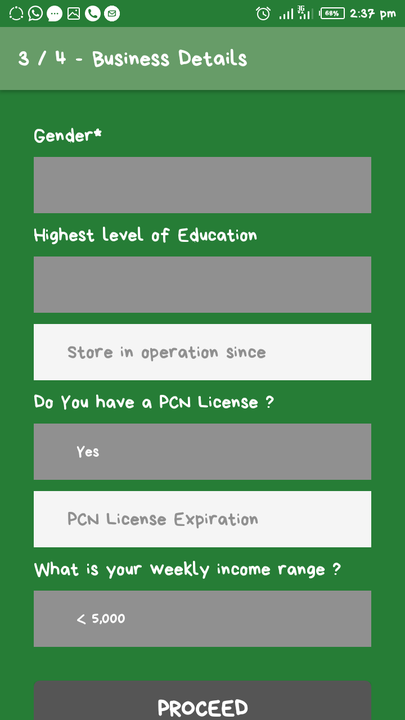 68% 2:37 pm
3 / 4 - Business Details
Gender*
Highest level of Education
Store in operation since
Do You have a PCN License ?
Yes
PCN License Expiration
What is your weekly income range ?
< 5,000
PROCEED